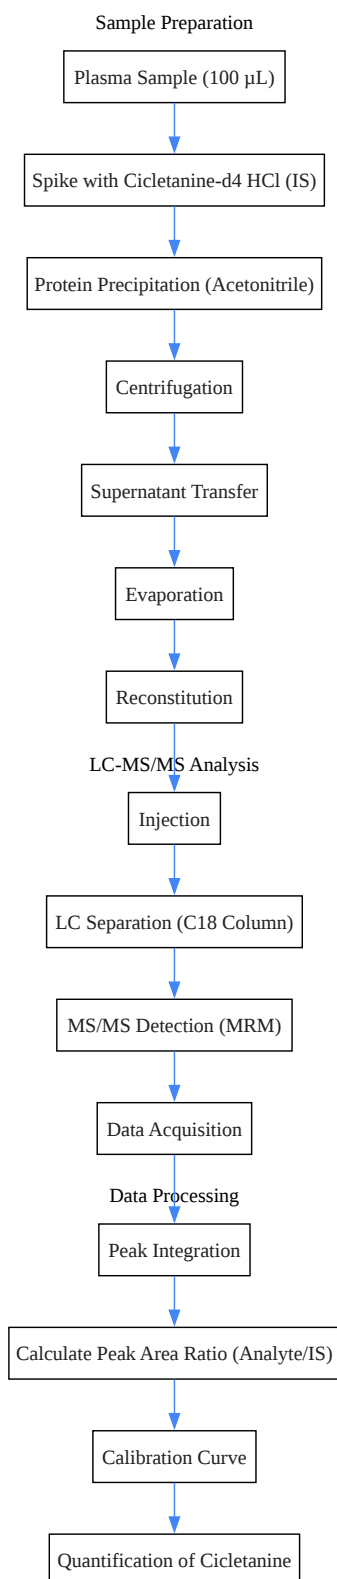 Sample Preparation
Plasma Sample (100 µL)
Spike with Cicletanine-d4 HCl (IS)
Protein Precipitation (Acetonitrile)
Centrifugation
Supernatant Transfer
Evaporation
Reconstitution
LC-MS/MS Analysis
Injection
LC Separation (C18 Column)
MS/MS Detection (MRM)
Data Acquisition
Data Processing
Peak Integration
Calculate Peak Area Ratio (Analyte/IS)
Calibration Curve
Quantification of Cicletanine